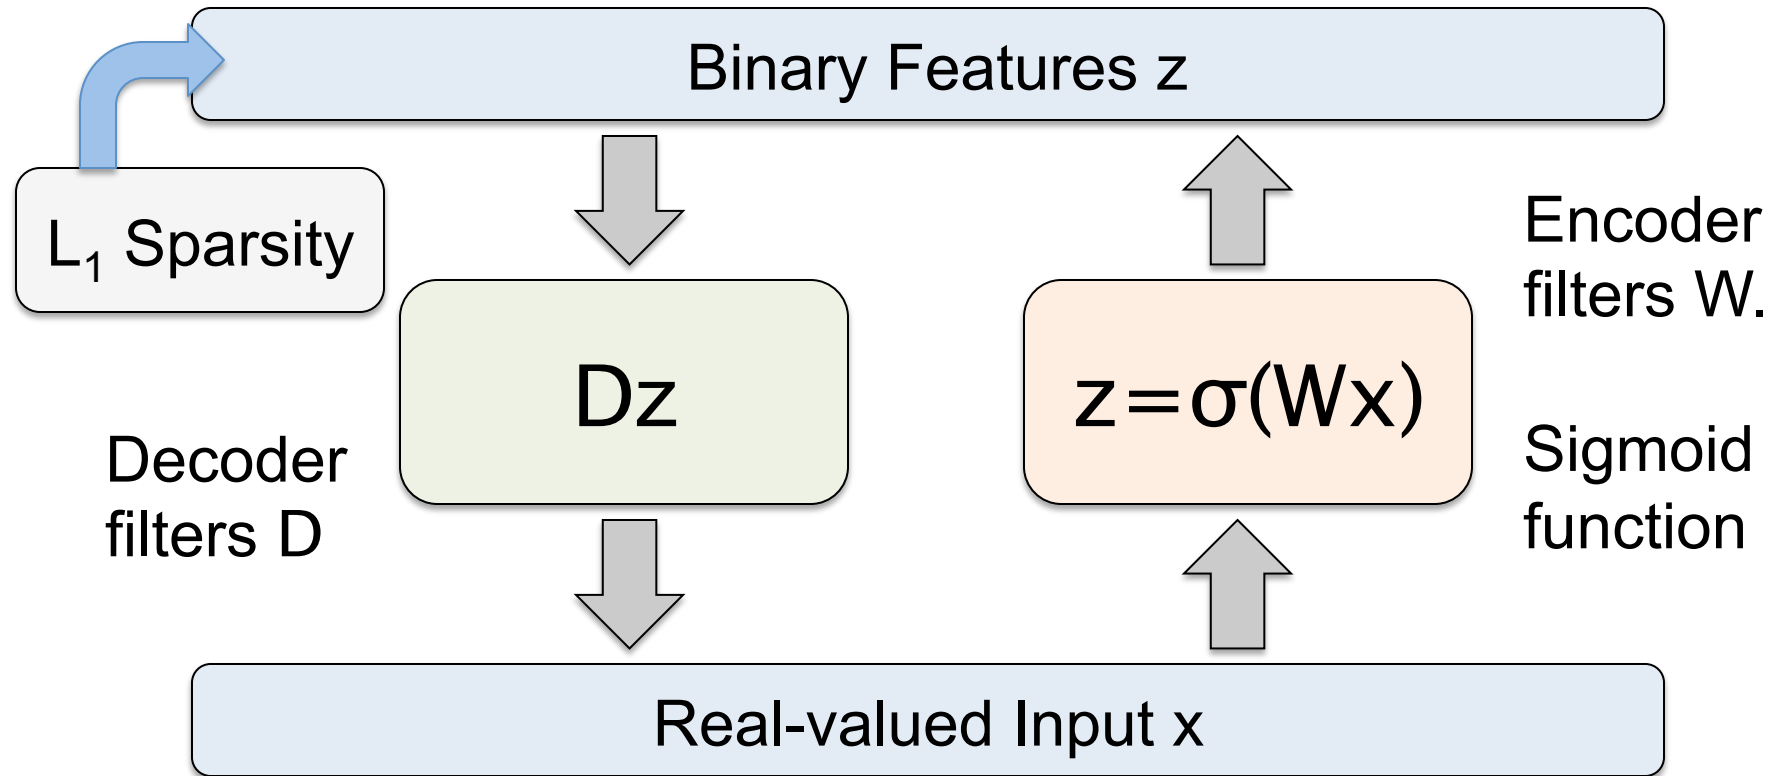 Binary Features z
L₁ Sparsity
Encoder
filters W.
Dz
z=σ(Wx)
Decoder
filters D
Sigmoid
function
Real-valued Input x